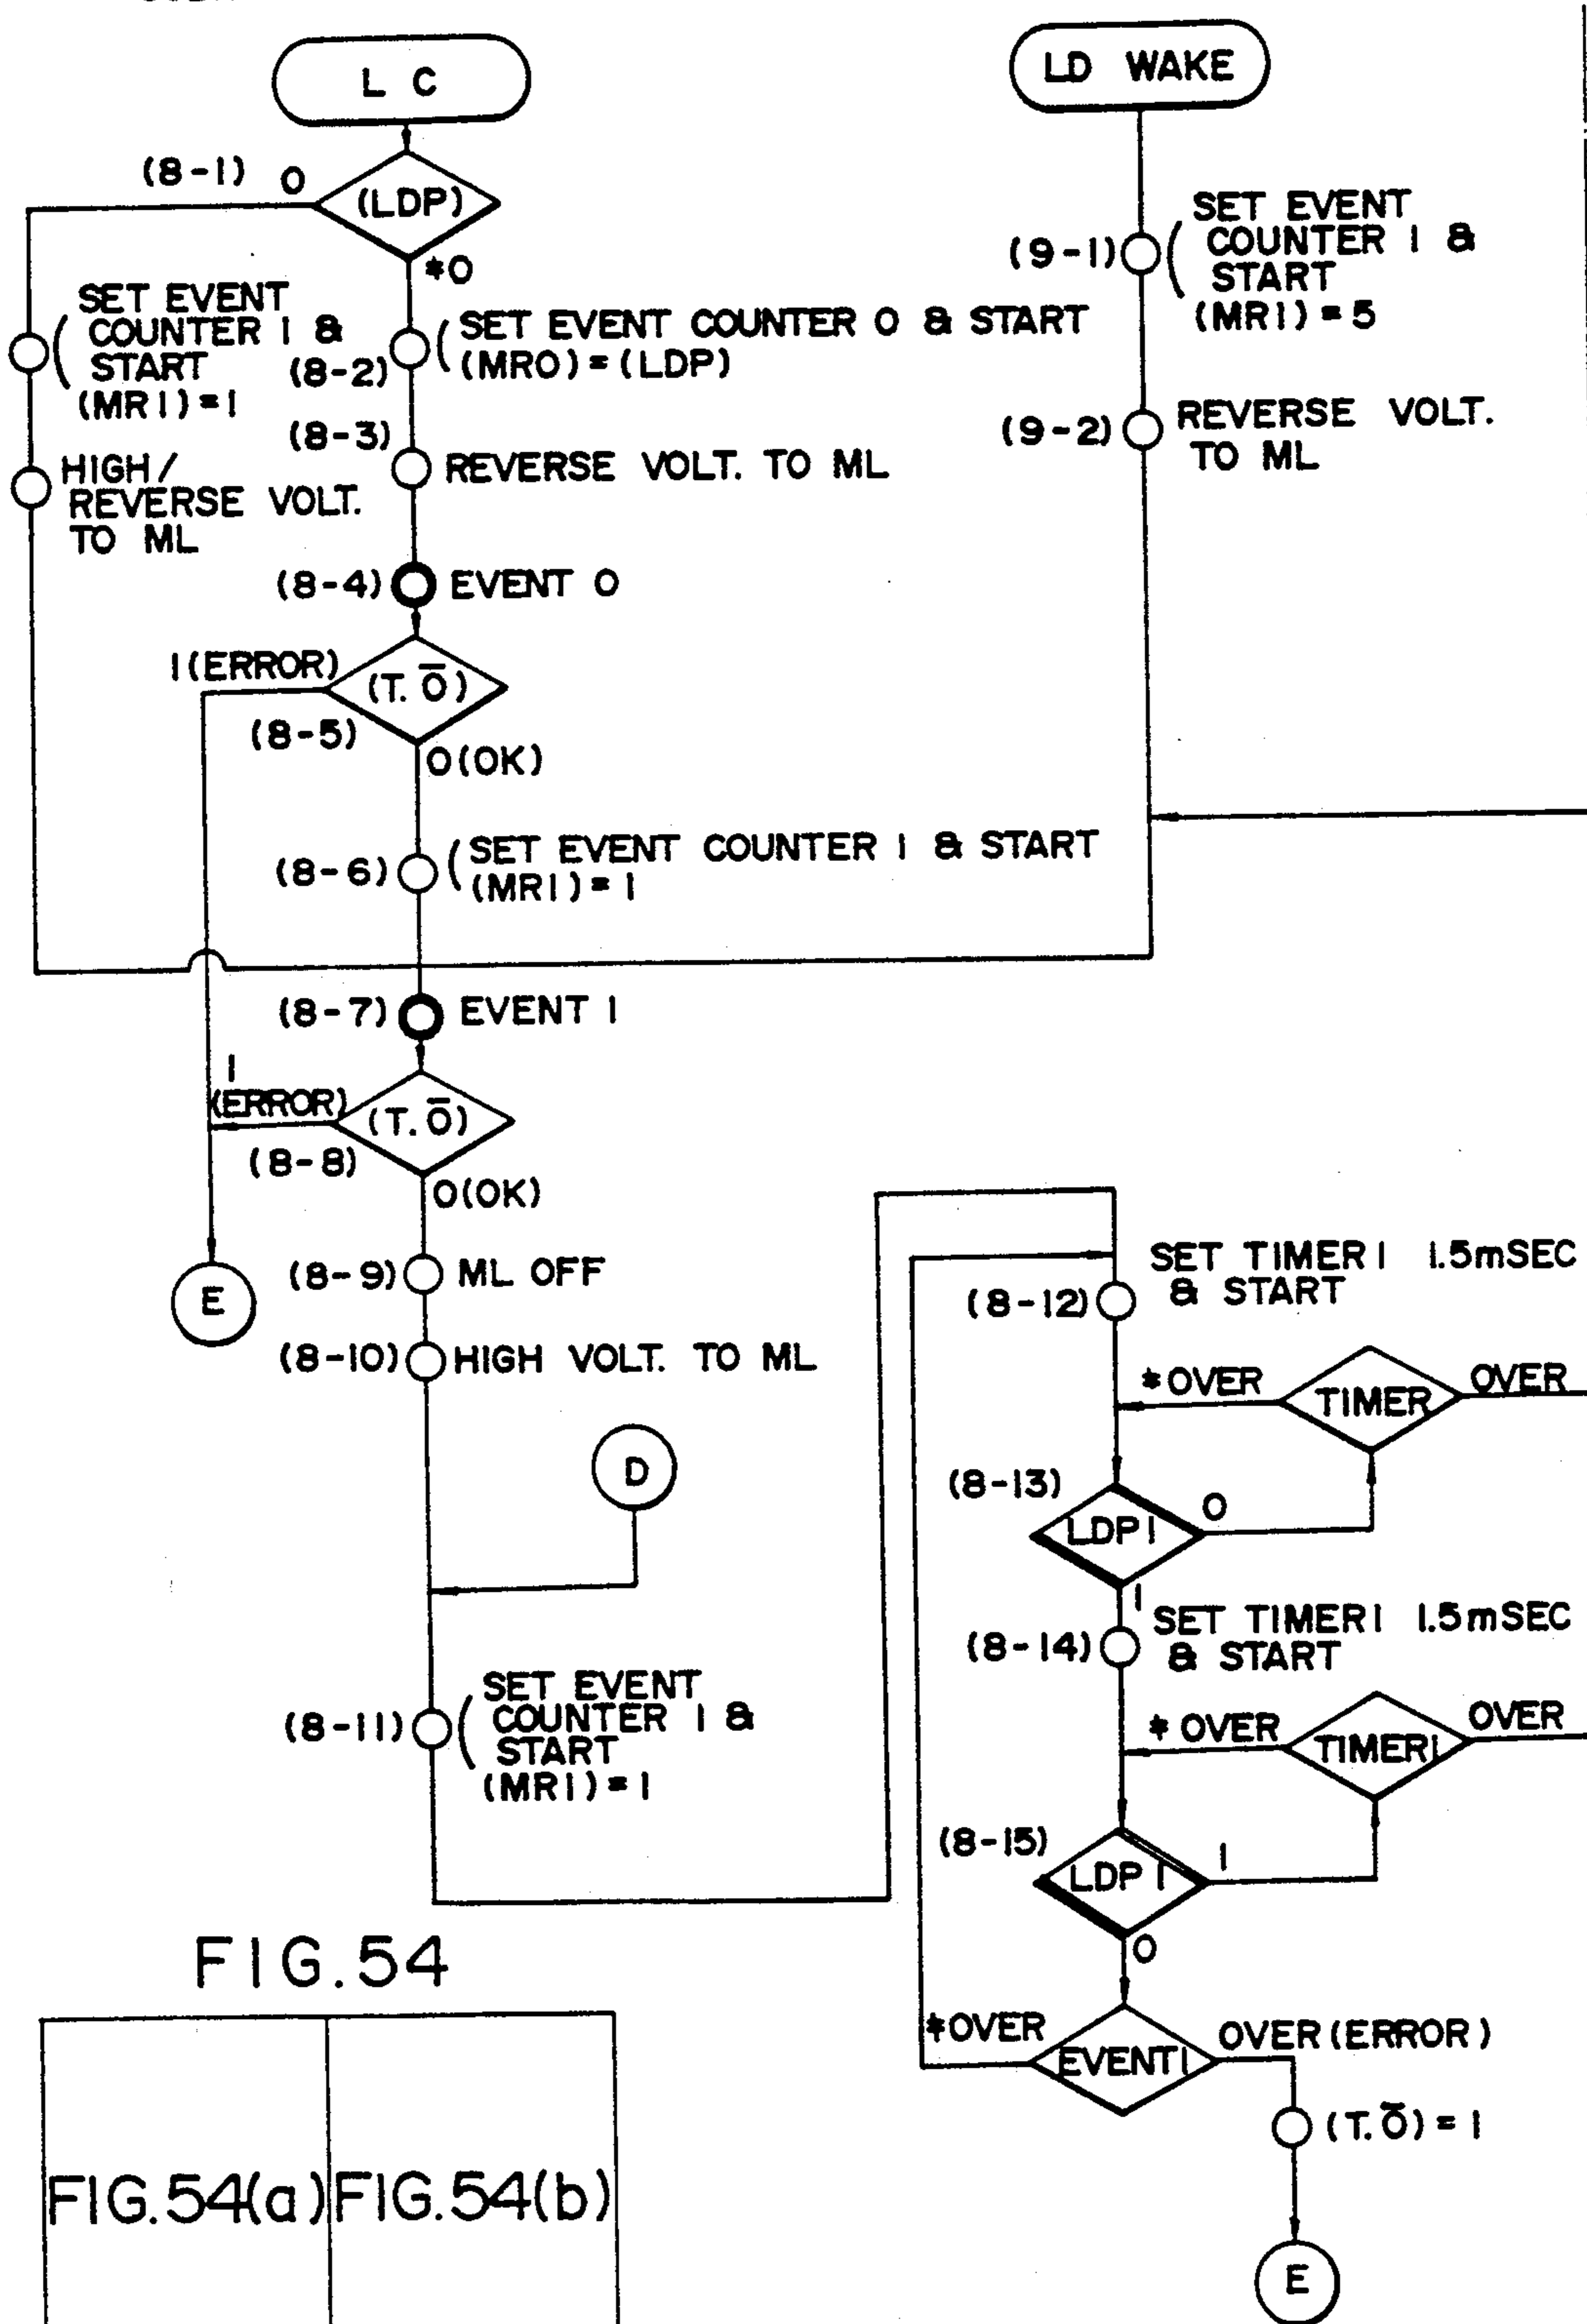 L C
LD WAKE
(8-1)
0
(LDP)
*0
SET EVENT
COUNTER 1 &
START
(MR1)=1
(8-2)
SET EVENT COUNTER 0 & START
(MR0)=(LDP)
(9-1)
SET EVENT
COUNTER 1 &
START
(MR1)=5
(8-3)
REVERSE VOLT. TO ML
(9-2)
REVERSE VOLT.
TO ML
HIGH/
REVERSE VOLT.
TO ML
(8-4)
EVENT 0
1(ERROR)
(T.Ō)
(8-5)
0(OK)
(8-6)
SET EVENT COUNTER 1 & START
(MR1)=1
(8-7)
EVENT 1
1
(ERROR)
(T.Ō)
(8-8)
0(OK)
(8-9)
ML OFF
E
(8-10)
HIGH VOLT. TO ML
D
(8-11)
SET EVENT
COUNTER 1 &
START
(MR1)=1
SET TIMER1 1.5mSEC
& START
(8-12)
*OVER
TIMER
OVER
(8-13)
LDP1
0
1
SET TIMER1 1.5mSEC
& START
(8-14)
*OVER
TIMER1
OVER
(8-15)
LDP1
1
0
*OVER
EVENT1
OVER(ERROR)
(T.Ō)=1
E
FIG.54
FIG.54(a)
FIG.54(b)